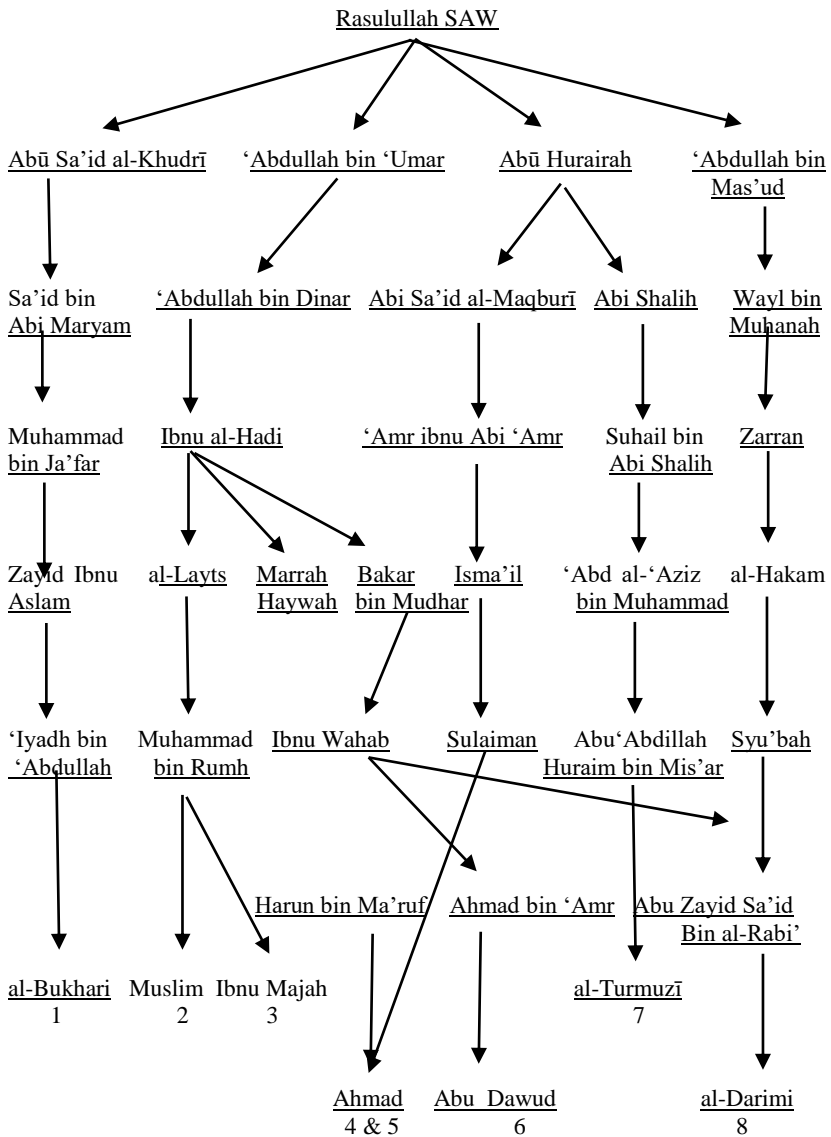 Rasulullah SAW
Abū Sa’id al-Khudrī ‘Abdullah bin ‘Umar Abū Hurairah ‘Abdullah bin
Mas’ud
Sa’id bin ‘Abdullah bin Dinar Abi Sa’id al-Maqburī Abi Shalih Wayl bin
Abi Maryam Muhanah
Muhammad Ibnu al-Hadi ‘Amr ibnu Abi ‘Amr Suhail bin Zarran
bin Ja’far Abi Shalih
Zayid Ibnu al-Layts Marrah Bakar Isma’il ‘Abd al-‘Aziz al-Hakam
Aslam Haywah bin Mudhar bin Muhammad
‘Iyadh bin Muhammad Ibnu Wahab Sulaiman Abu‘Abdillah Syu’bah
‘Abdullah bin Rumh Huraim bin Mis’ar
Harun bin Ma’ruf Ahmad bin ‘Amr Abu Zayid Sa’id
Bin al-Rabi’
al-Bukhari Muslim Ibnu Majah al-Turmuzī
1 2 3 7
Ahmad Abu Dawud al-Darimi
4 & 5 6 8